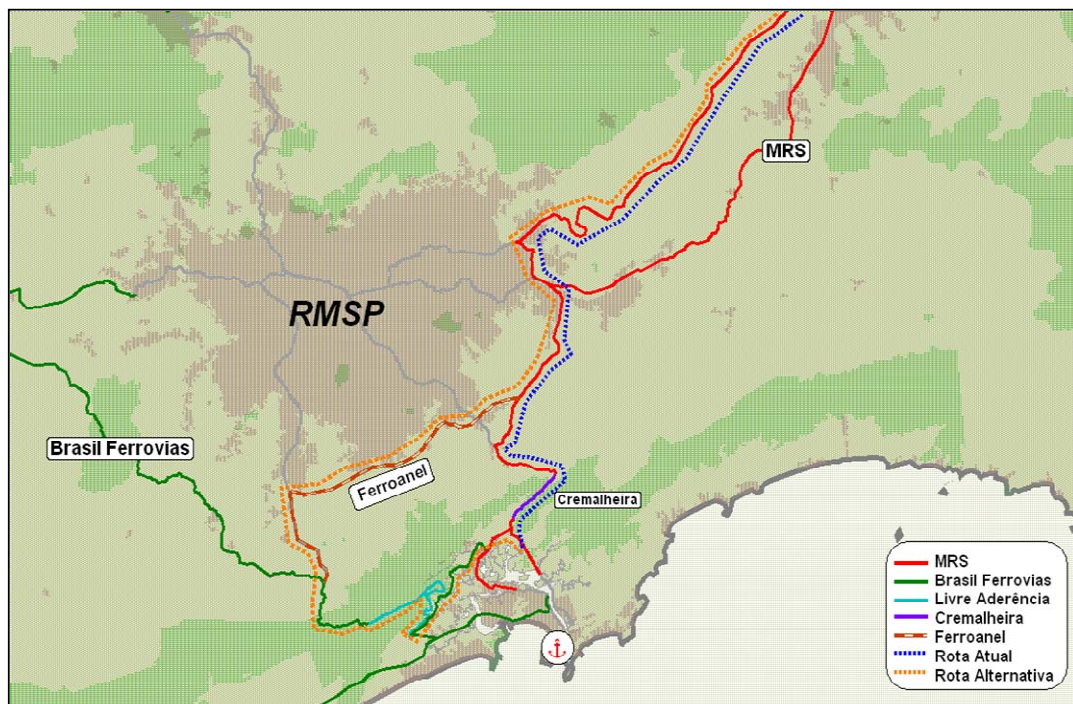 MRS
RMSP
Brasil Ferrovias
Ferroanel
Cremalheira
MRS
Brasil Ferrovias
Livre Aderência
Cremalheira
Ferroanel
Rota Atual
Rota Alternativa